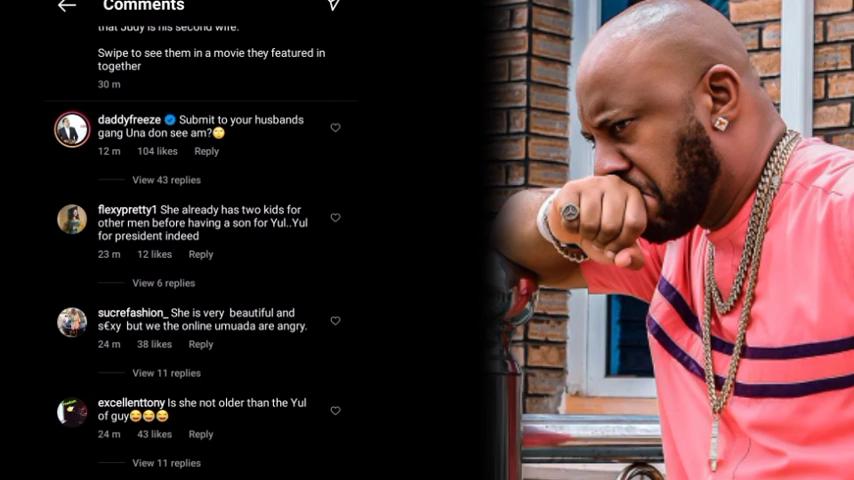 Comments
that Judy is his second wife.
Swipe to see them in a movie they featured in
together
30 m
daddyfreeze Submit to your husbands
gang Una don see am?🙄
12 m 104 likes Reply
View 43 replies
flexypretty1 She already has two kids for
other men before having a son for Yul..Yul
for president indeed
23 m 12 likes Reply
View 6 replies
sucrefashion_ She is very beautiful and
s€xy but we the online umuada are angry.
24 m 38 likes Reply
View 11 replies
excellenttony Is she not older than the Yul
of guy😂😂😂
24 m 43 likes Reply
View 11 replies